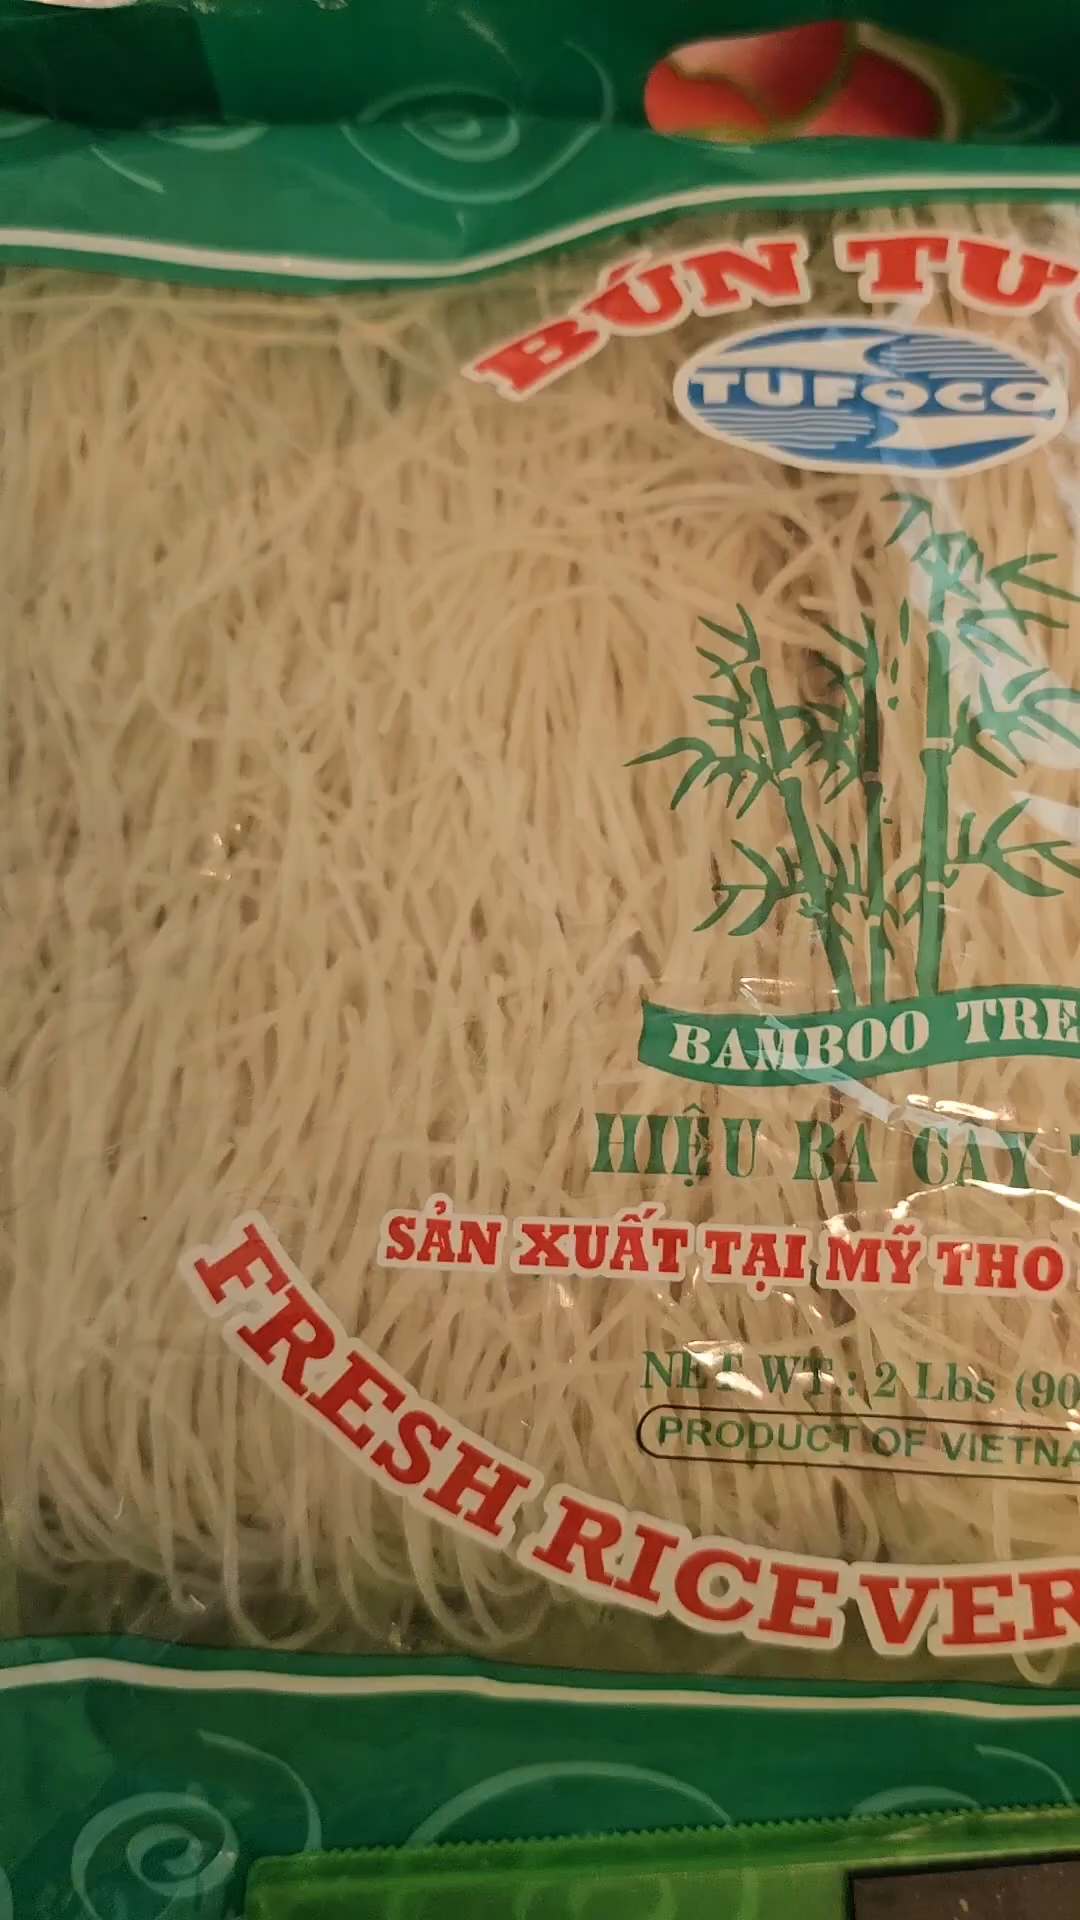 BÚN TƯ
TUFOCO
BAMBOO TRE
HIỆU BA CÂY T
SẢN XUẤT TẠI MỸ THO
NET WT.: 2 Lbs (90
PRODUCT OF VIETNA
FRESH RICE VER